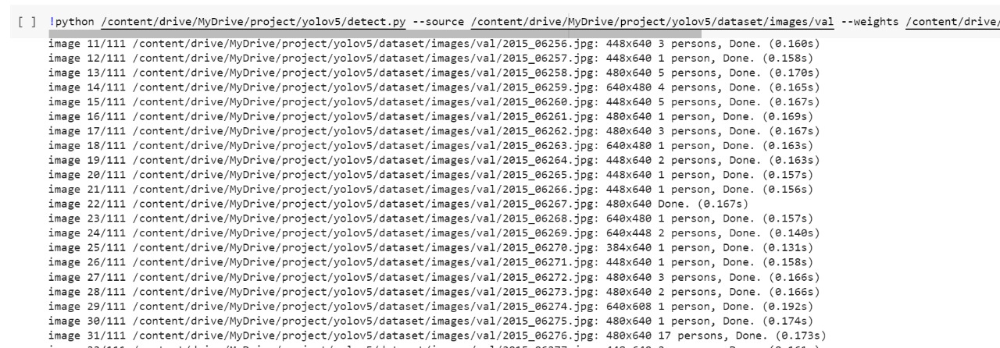 [ ] !python /content/drive/MyDrive/project/yolov5/detect.py --source /content/drive/MyDrive/project/yolov5/dataset/images/val --weights /content/drive/
image 11/111 /content/drive/MyDrive/project/yolov5/dataset/images/val/2015_06256.jpg: 448x640 3 persons, Done. (0.160s)
image 12/111 /content/drive/MyDrive/project/yolov5/dataset/images/val/2015_06257.jpg: 448x640 1 person, Done. (0.158s)
image 13/111 /content/drive/MyDrive/project/yolov5/dataset/images/val/2015_06258.jpg: 480x640 5 persons, Done. (0.170s)
image 14/111 /content/drive/MyDrive/project/yolov5/dataset/images/val/2015_06259.jpg: 640x480 4 persons, Done. (0.165s)
image 15/111 /content/drive/MyDrive/project/yolov5/dataset/images/val/2015_06260.jpg: 448x640 5 persons, Done. (0.167s)
image 16/111 /content/drive/MyDrive/project/yolov5/dataset/images/val/2015_06261.jpg: 480x640 1 person, Done. (0.169s)
image 17/111 /content/drive/MyDrive/project/yolov5/dataset/images/val/2015_06262.jpg: 480x640 3 persons, Done. (0.167s)
image 18/111 /content/drive/MyDrive/project/yolov5/dataset/images/val/2015_06263.jpg: 640x480 1 person, Done. (0.163s)
image 19/111 /content/drive/MyDrive/project/yolov5/dataset/images/val/2015_06264.jpg: 448x640 2 persons, Done. (0.163s)
image 20/111 /content/drive/MyDrive/project/yolov5/dataset/images/val/2015_06265.jpg: 448x640 1 person, Done. (0.157s)
image 21/111 /content/drive/MyDrive/project/yolov5/dataset/images/val/2015_06266.jpg: 448x640 1 person, Done. (0.156s)
image 22/111 /content/drive/MyDrive/project/yolov5/dataset/images/val/2015_06267.jpg: 480x640 Done. (0.167s)
image 23/111 /content/drive/MyDrive/project/yolov5/dataset/images/val/2015_06268.jpg: 640x480 1 person, Done. (0.157s)
image 24/111 /content/drive/MyDrive/project/yolov5/dataset/images/val/2015_06269.jpg: 640x448 2 persons, Done. (0.140s)
image 25/111 /content/drive/MyDrive/project/yolov5/dataset/images/val/2015_06270.jpg: 384x640 1 person, Done. (0.131s)
image 26/111 /content/drive/MyDrive/project/yolov5/dataset/images/val/2015_06271.jpg: 448x640 1 person, Done. (0.158s)
image 27/111 /content/drive/MyDrive/project/yolov5/dataset/images/val/2015_06272.jpg: 480x640 3 persons, Done. (0.166s)
image 28/111 /content/drive/MyDrive/project/yolov5/dataset/images/val/2015_06273.jpg: 480x640 2 persons, Done. (0.166s)
image 29/111 /content/drive/MyDrive/project/yolov5/dataset/images/val/2015_06274.jpg: 640x608 1 person, Done. (0.192s)
image 30/111 /content/drive/MyDrive/project/yolov5/dataset/images/val/2015_06275.jpg: 480x640 1 person, Done. (0.174s)
image 31/111 /content/drive/MyDrive/project/yolov5/dataset/images/val/2015_06276.jpg: 480x640 17 persons, Done. (0.173s)